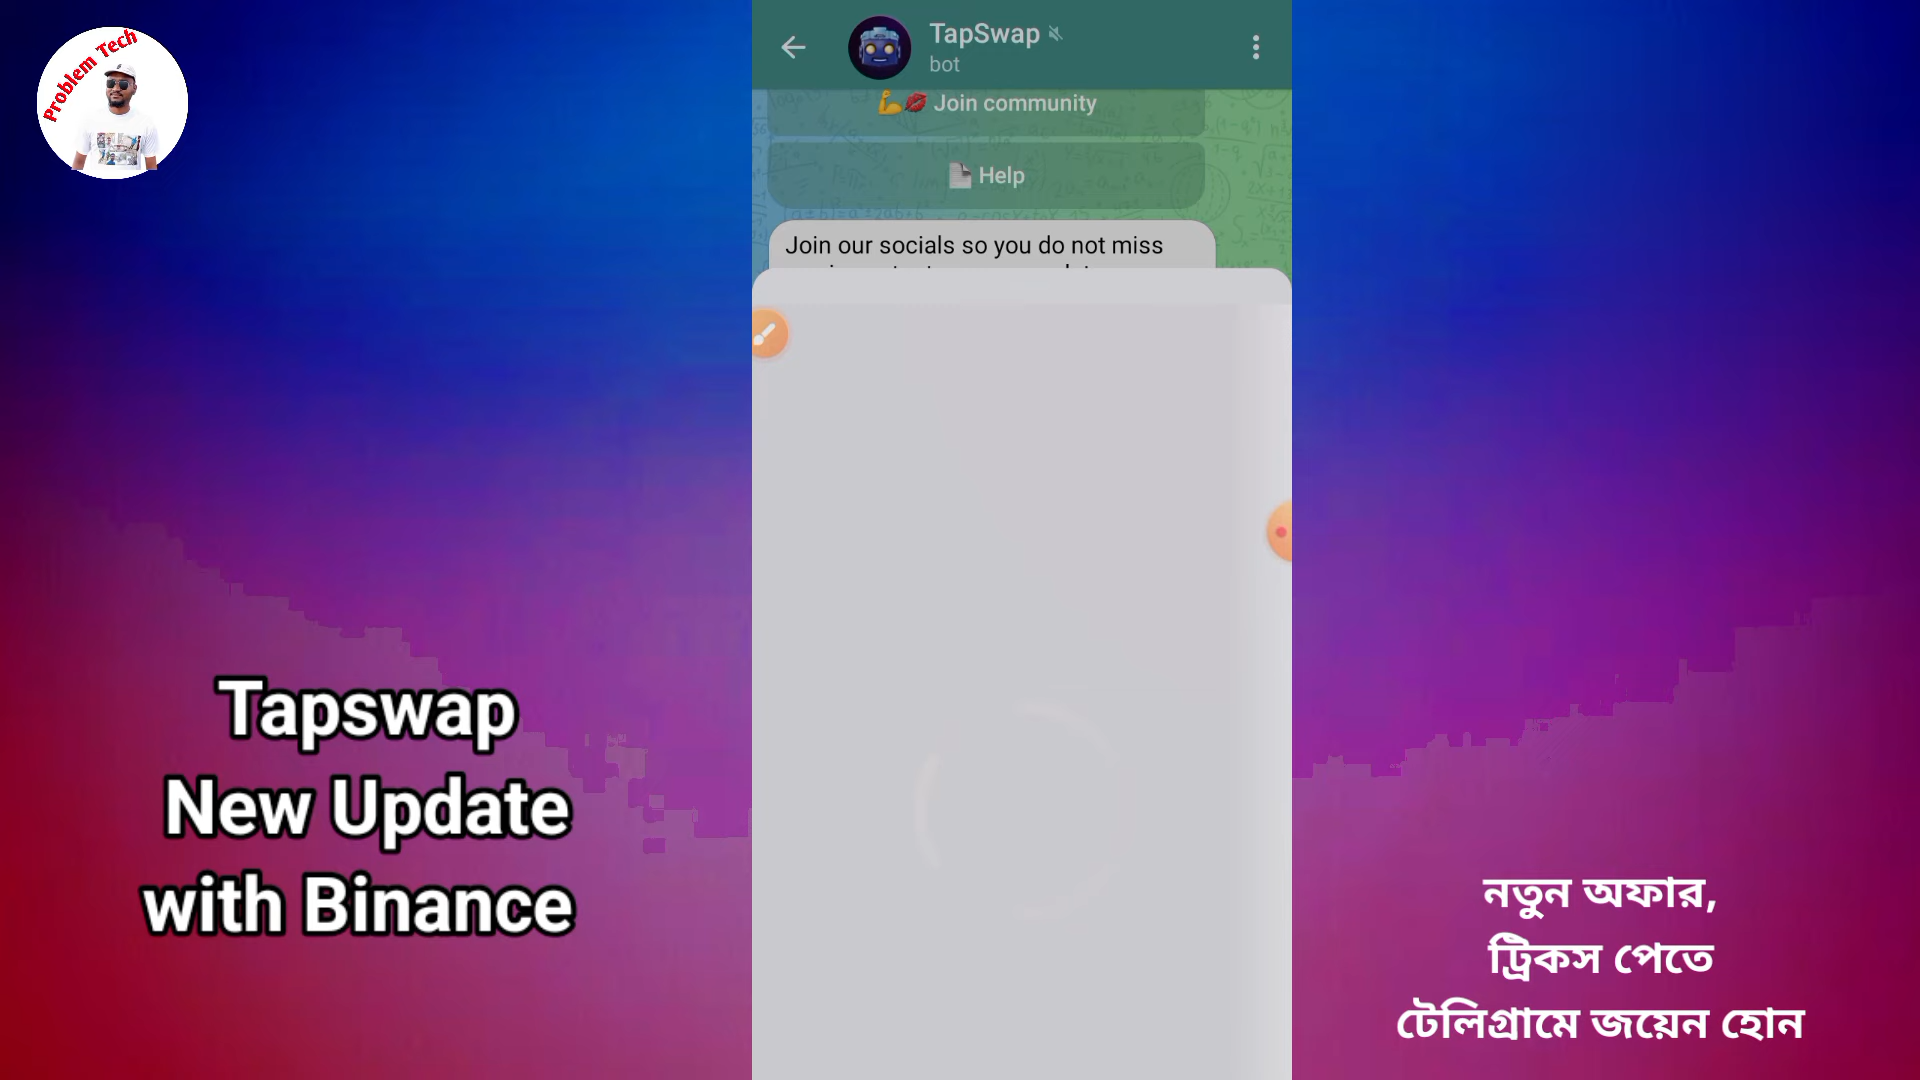 Problem Tech
TapSwap
bot
Join community
Help
Join our socials so you do not miss
Tapswap
New Update
with Binance
নতুন অফার,
ট্রিকস পেতে
টেলিগ্রামে জয়েন হোন